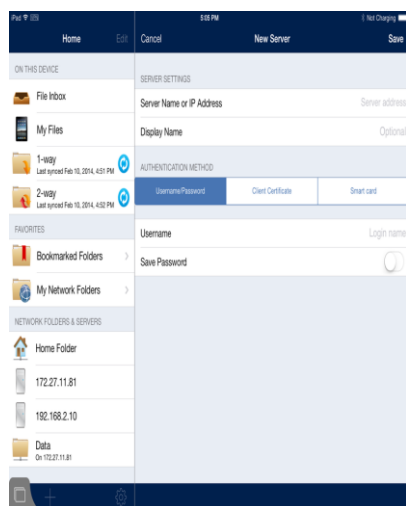 iPad
5:05 PM
Not Charging
Home
Edit
Cancel
New Server
Save
ON THIS DEVICE
File Inbox
My Files
1-way
Last synced Feb 10, 2014, 4:51 PM
2-way
Last synced Feb 10, 2014, 4:52 PM
FAVORITES
Bookmarked Folders
My Network Folders
NETWORK FOLDERS & SERVERS
Home Folder
172.27.11.81
192.168.2.10
Data
On 172.27.11.81
SERVER SETTINGS
Server Name or IP Address
Server address
Display Name
Optional
AUTHENTICATION METHOD
Username/Password
Client Certificate
Smart card
Username
Login name
Save Password